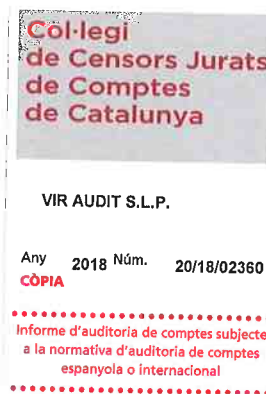 Col·legi
de Censors Jurats
de Comptes
de Catalunya
VIR AUDIT S.L.P.
Any 2018 Núm. 20/18/02360
CÒPIA
Informe d'auditoria de comptes subjecte
a la normativa d'auditoria de comptes
espanyola o internacional